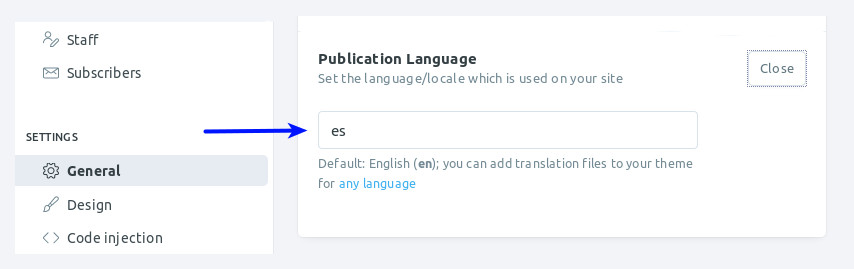 Staff
Subscribers
SETTINGS
General
Design
Code injection
Publication Language
Set the language/locale which is used on your site
Close
es
Default: English (en); you can add translation files to your theme
for any language